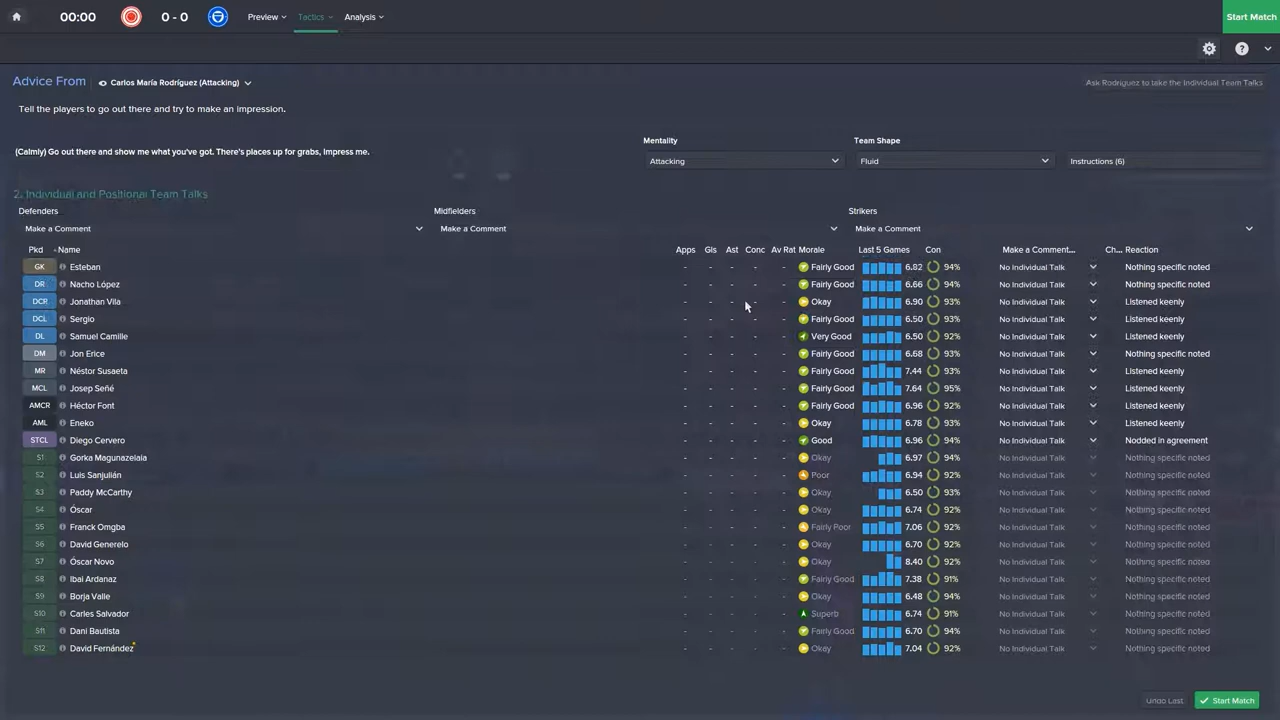 00:00 0 - 0 Preview Tactics Analysis Start Match
Advice From Carlos María Rodríguez (Attacking) Ask Rodríguez to take the Individual Team Talks
Tell the players to go out there and try to make an impression.
Mentality Team Shape
(Calmly) Go out there and show me what you've got. There's places up for grabs, impress me.
Attacking Fluid Instructions (6)
2. Individual and Positional Team Talks
Defenders Midfielders Strikers
Make a Comment Make a Comment Make a Comment
Pkd Name Apps Gls Ast Conc Av Rat Morale Last 5 Games Con Make a Comment... Ch... Reaction
GK Esteban - - - - - Fairly Good 6.82 94% No Individual Talk Nothing specific noted
DR Nacho López - - - - - Fairly Good 6.66 94% No Individual Talk Nothing specific noted
DCR Jonathan Vila - - - - - Okay 6.90 93% No Individual Talk Listened keenly
DCL Sergio - - - - - Fairly Good 6.50 93% No Individual Talk Listened keenly
DL Samuel Camille - - - - - Very Good 6.50 92% No Individual Talk Listened keenly
DM Jon Erice - - - - - Fairly Good 6.68 93% No Individual Talk Nothing specific noted
MR Néstor Susaeta - - - - - Fairly Good 7.44 93% No Individual Talk Listened keenly
MCL Josep Señé - - - - - Fairly Good 7.64 95% No Individual Talk Listened keenly
AMCR Héctor Font - - - - - Fairly Good 6.96 92% No Individual Talk Listened keenly
AML Eneko - - - - - Okay 6.78 93% No Individual Talk Listened keenly
STCL Diego Cervero - - - - - Good 6.96 94% No Individual Talk Nodded in agreement
S1 Gorka Magunazelaia - - - - - Okay 6.97 94% No Individual Talk Nothing specific noted
S2 Luis Sanjulián - - - - - Poor 6.94 92% No Individual Talk Nothing specific noted
S3 Paddy McCarthy - - - - - Okay 6.50 93% No Individual Talk Nothing specific noted
S4 Óscar - - - - - Okay 6.74 92% No Individual Talk Nothing specific noted
S5 Franck Omgba - - - - - Fairly Poor 7.06 92% No Individual Talk Nothing specific noted
S6 David Generelo - - - - - Okay 6.70 92% No Individual Talk Nothing specific noted
S7 Óscar Novo - - - - - Okay 8.40 92% No Individual Talk Nothing specific noted
S8 Ibai Ardanaz - - - - - Fairly Good 7.38 91% No Individual Talk Nothing specific noted
S9 Borja Valle - - - - - Okay 6.48 94% No Individual Talk Nothing specific noted
S10 Carles Salvador - - - - - Superb 6.74 91% No Individual Talk Nothing specific noted
S11 Dani Bautista - - - - - Fairly Good 6.70 94% No Individual Talk Nothing specific noted
S12 David Fernández - - - - - Okay 7.04 92% No Individual Talk Nothing specific noted
Undo Last Start Match